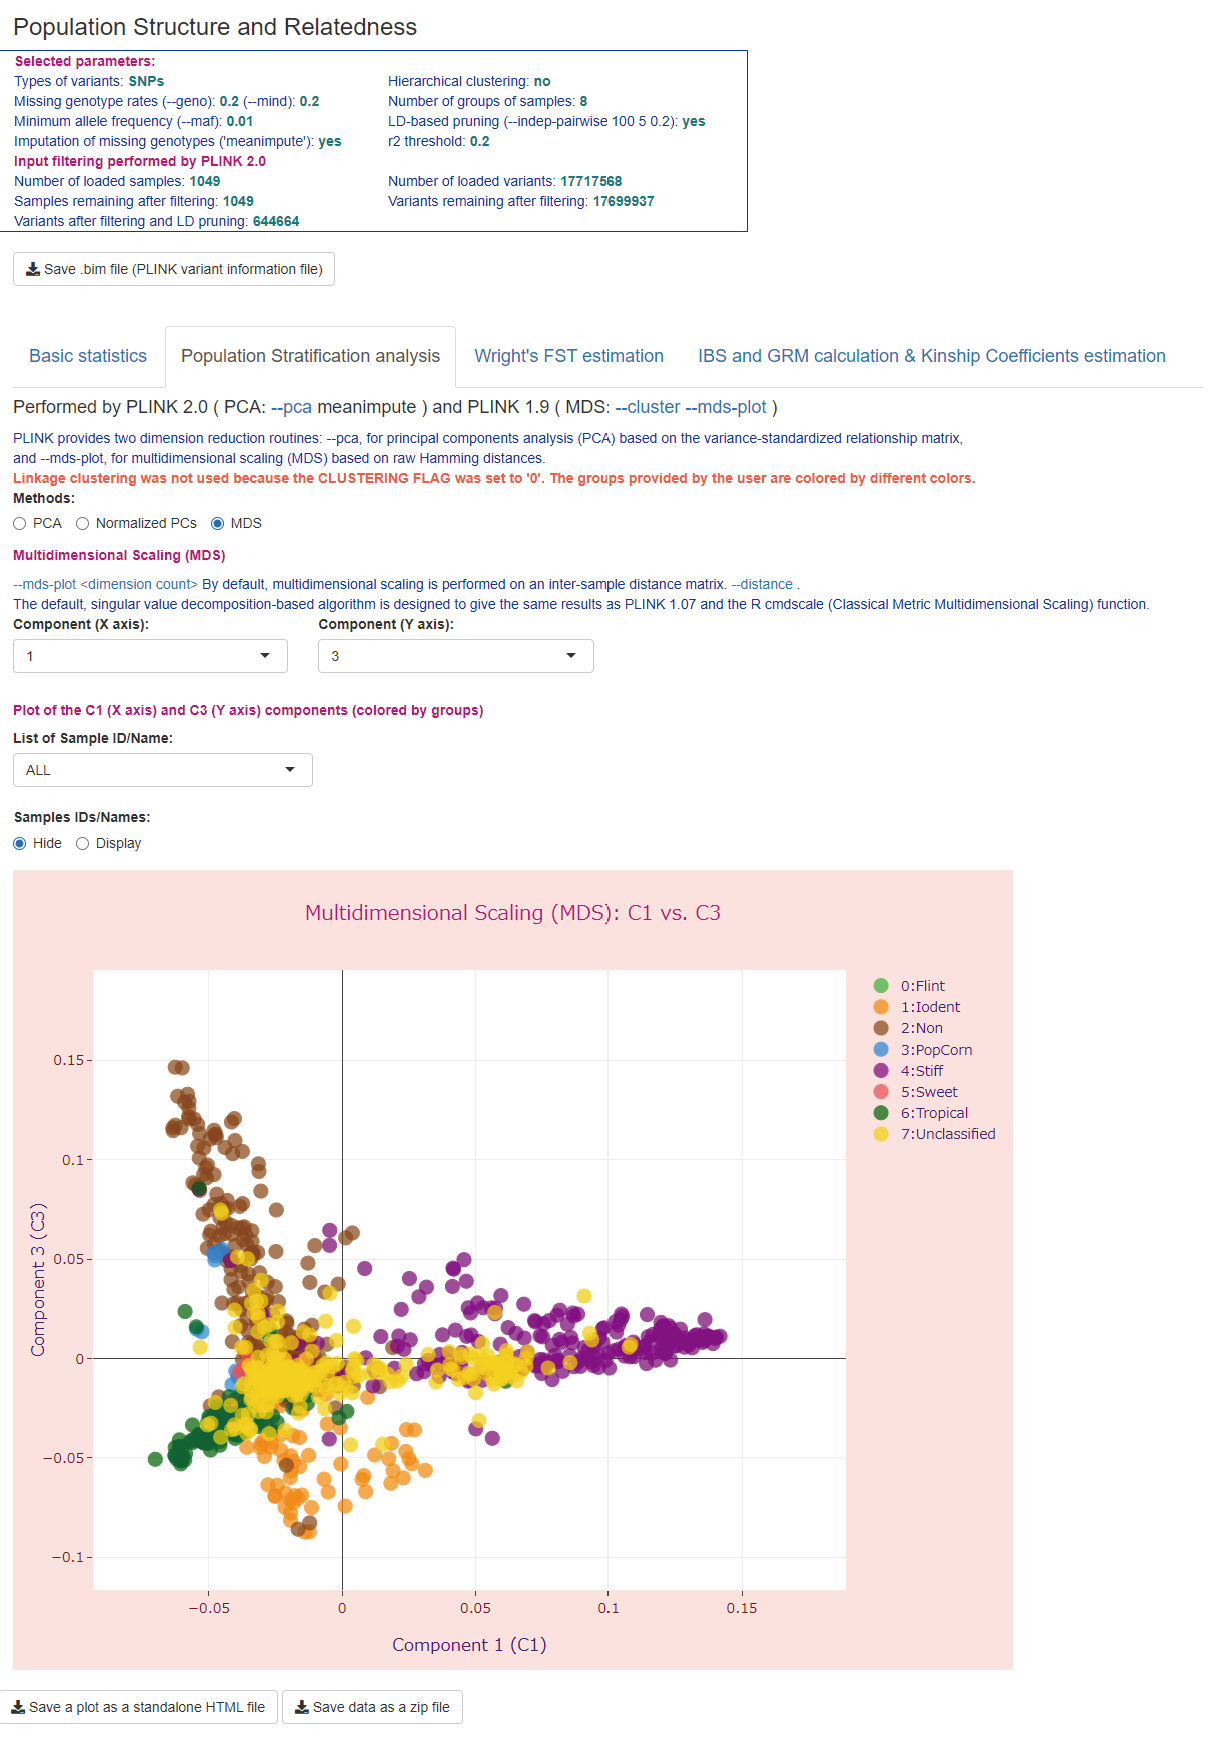 Population Structure and Relatedness
Selected parameters:
Types of variants: SNPs
Hierarchical clustering: no
Missing genotype rates (--geno): 0.2 (--mind): 0.2
Number of groups of samples: 8
Minimum allele frequency (--maf): 0.01
LD-based pruning (--indep-pairwise 100 5 0.2): yes
Imputation of missing genotypes ('meanimpute'): yes
r2 threshold: 0.2
Input filtering performed by PLINK 2.0
Number of loaded samples: 1049
Number of loaded variants: 17717568
Samples remaining after filtering: 1049
Variants remaining after filtering: 17699937
Variants after filtering and LD pruning: 644664
Save .bim file (PLINK variant information file)
Basic statistics
Population Stratification analysis
Wright's FST estimation
IBS and GRM calculation & Kinship Coefficients estimation
Performed by PLINK 2.0 ( PCA: --pca meanimpute ) and PLINK 1.9 ( MDS: --cluster --mds-plot )
PLINK provides two dimension reduction routines: --pca, for principal components analysis (PCA) based on the variance-standardized relationship matrix,
and --mds-plot, for multidimensional scaling (MDS) based on raw Hamming distances.
Linkage clustering was not used because the CLUSTERING FLAG was set to '0'. The groups provided by the user are colored by different colors.
Methods:
PCA
Normalized PCs
MDS
Multidimensional Scaling (MDS)
--mds-plot <dimension count> By default, multidimensional scaling is performed on an inter-sample distance matrix. --distance .
The default, singular value decomposition-based algorithm is designed to give the same results as PLINK 1.07 and the R cmdscale (Classical Metric Multidimensional Scaling) function.
Component (X axis):
Component (Y axis):
1
3
Plot of the C1 (X axis) and C3 (Y axis) components (colored by groups)
List of Sample ID/Name:
ALL
Samples IDs/Names:
Hide
Display
Multidimensional Scaling (MDS): C1 vs. C3
0:Flint
1:Iodent
2:Non
3:PopCorn
4:Stiff
5:Sweet
6:Tropical
7:Unclassified
0.15
0.1
0.05
0
−0.05
−0.1
Component 3 (C3)
−0.05
0
0.05
0.1
0.15
Component 1 (C1)
Save a plot as a standalone HTML file
Save data as a zip file